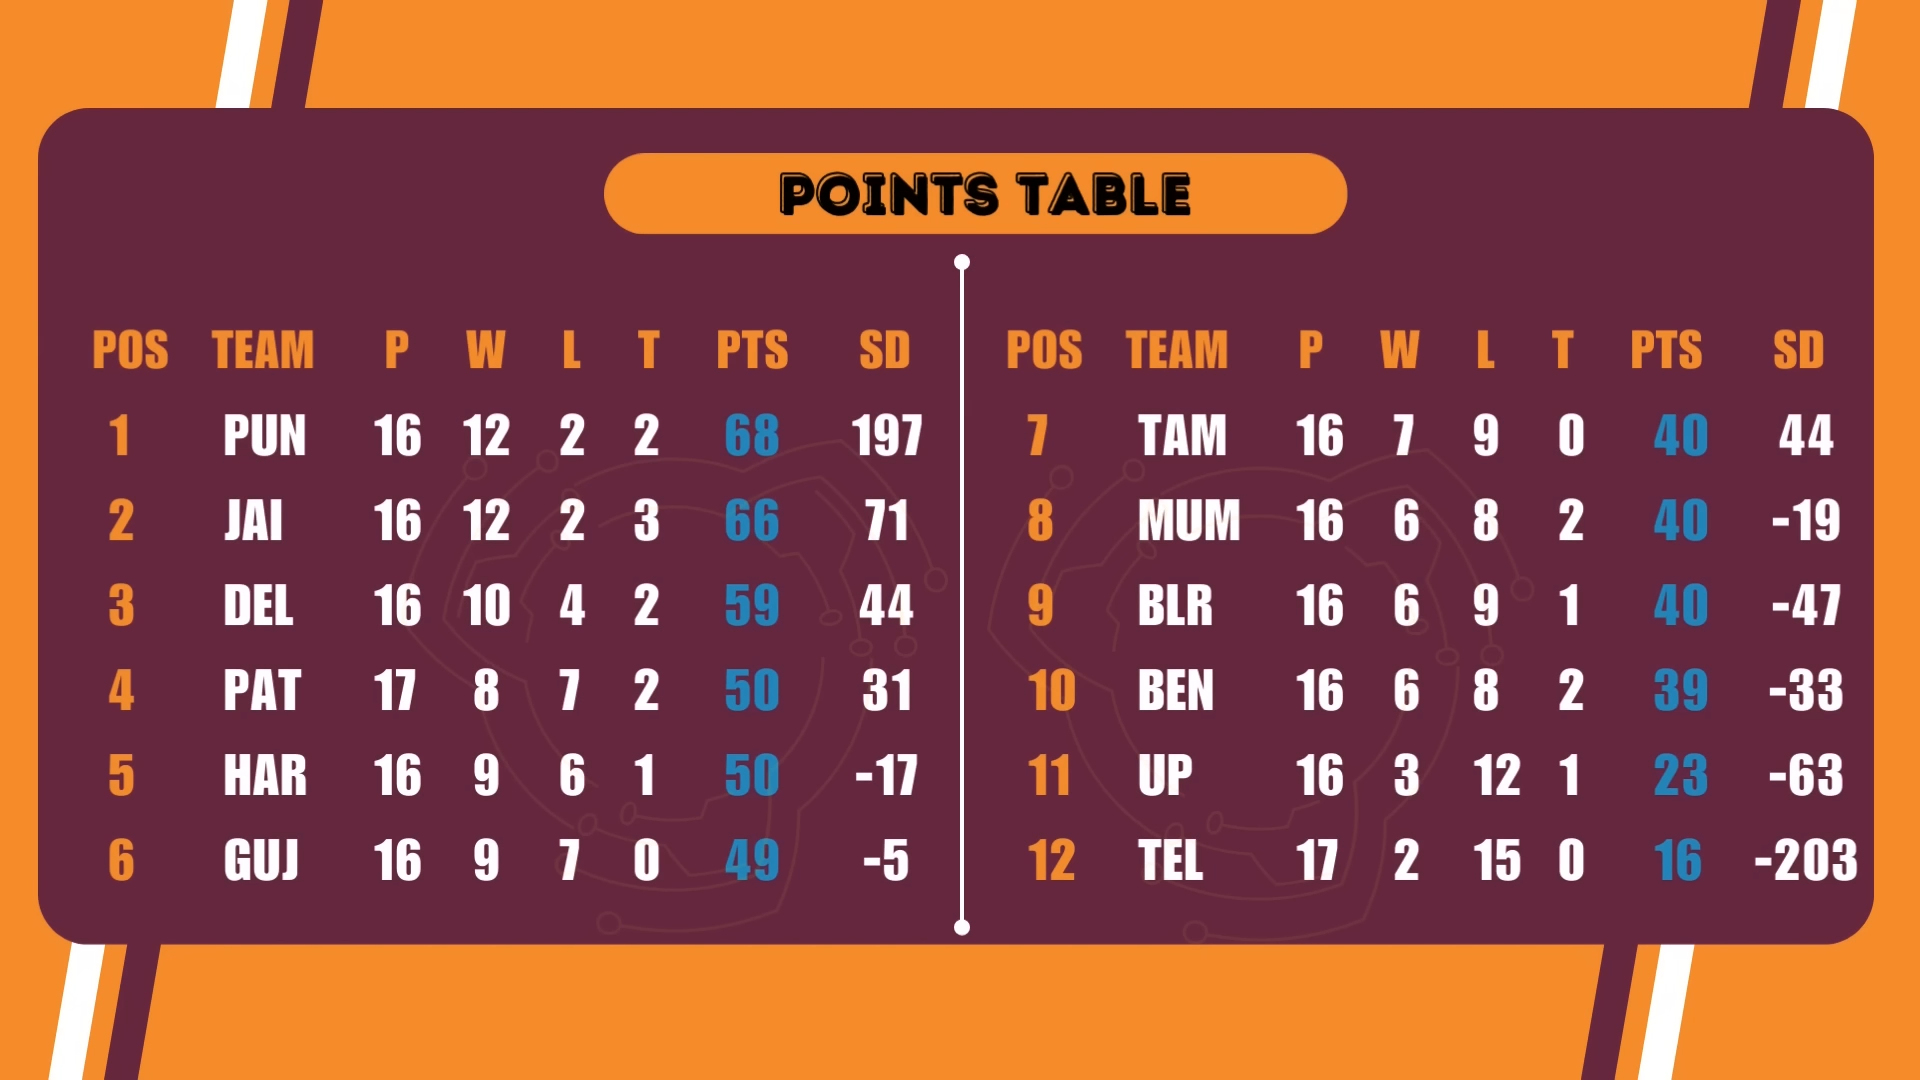 POINTS TABLE
POS TEAM P W L T PTS SD
1 PUN 16 12 2 2 68 197
2 JAI 16 12 2 3 66 71
3 DEL 16 10 4 2 59 44
4 PAT 17 8 7 2 50 31
5 HAR 16 9 6 1 50 -17
6 GUJ 16 9 7 0 49 -5
POS TEAM P W L T PTS SD
7 TAM 16 7 9 0 40 44
8 MUM 16 6 8 2 40 -19
9 BLR 16 6 9 1 40 -47
10 BEN 16 6 8 2 39 -33
11 UP 16 3 12 1 23 -63
12 TEL 17 2 15 0 16 -203